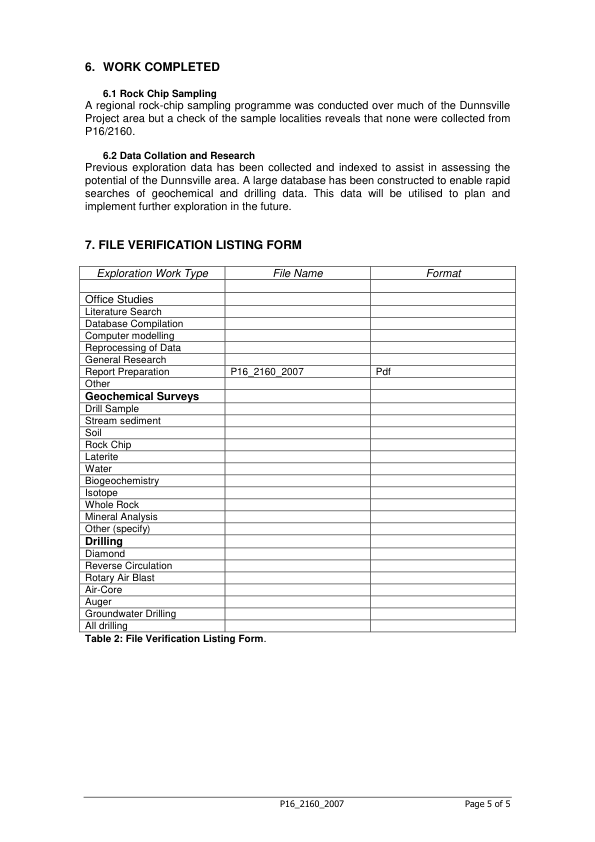 6. WORK COMPLETED
6.1 Rock Chip Sampling
A regional rock-chip sampling programme was conducted over much of the Dunnsville
Project area but a check of the sample localities reveals that none were collected from
P16/2160.
6.2 Data Collation and Research
Previous exploration data has been collected and indexed to assist in assessing the
potential of the Dunnsville area. A large database has been constructed to enable rapid
searches of geochemical and drilling data. This data will be utilised to plan and
implement further exploration in the future.
7. FILE VERIFICATION LISTING FORM
Exploration Work Type File Name Format
Office Studies
Literature Search
Database Compilation
Computer modelling
Reprocessing of Data
General Research
Report Preparation P16_2160_2007 Pdf
Other
Geochemical Surveys
Drill Sample
Stream sediment
Soil
Rock Chip
Laterite
Water
Biogeochemistry
Isotope
Whole Rock
Mineral Analysis
Other (specify)
Drilling
Diamond
Reverse Circulation
Rotary Air Blast
Air-Core
Auger
Groundwater Drilling
All drilling
Table 2: File Verification Listing Form.
P16_2160_2007 Page 5 of 5